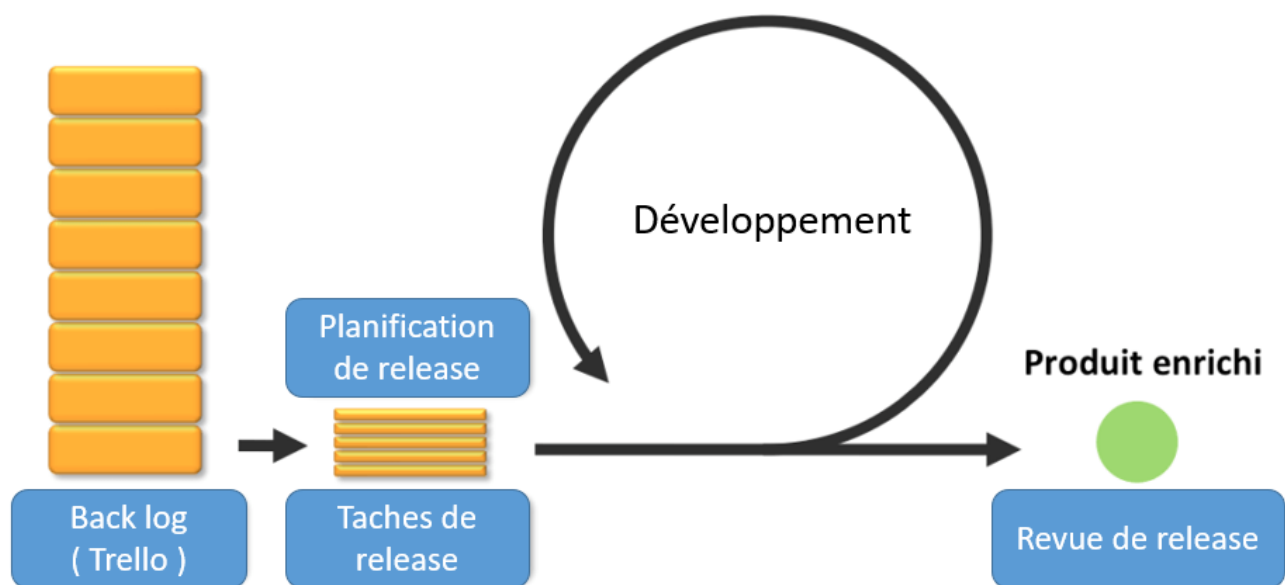 Développement
Planification
de release
Produit enrichi
Back log
( Trello )
Taches de
release
Revue de release